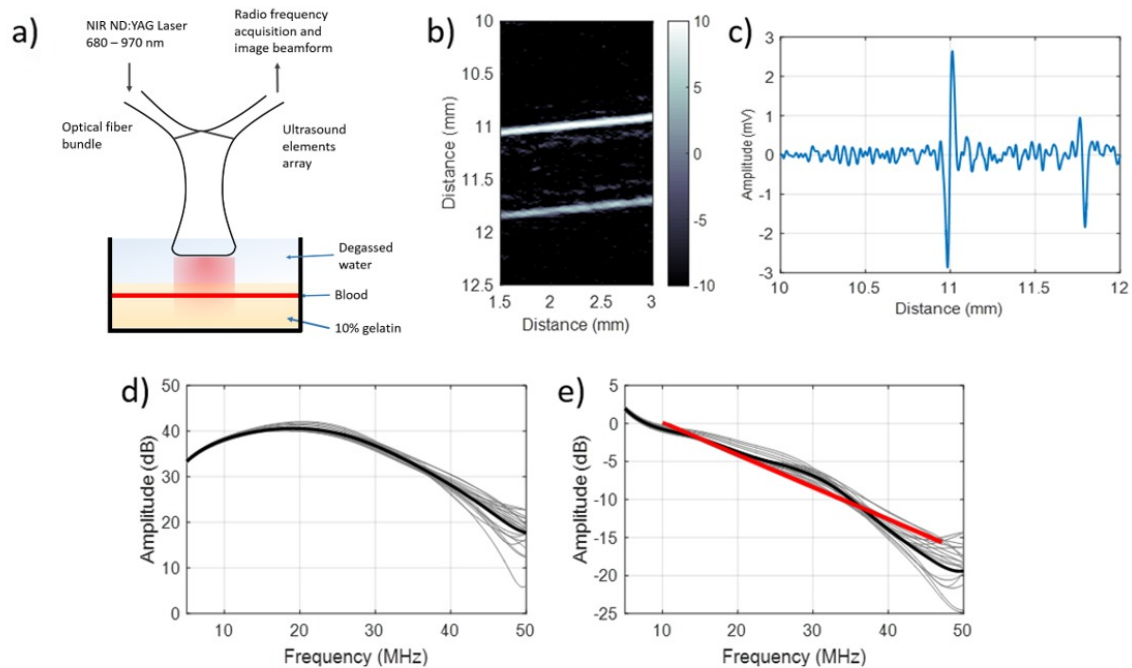 a)
NIR ND:YAG Laser
680 – 970 nm
Radio frequency
acquisition and
image beamform
Optical fiber
bundle
Ultrasound
elements
array
Degassed
water
Blood
10% gelatin
b)
10
10.5
11
11.5
12
12.5
Distance (mm)
1.5
2
2.5
3
Distance (mm)
10
5
0
-5
-10
c)
3
2
1
0
-1
-2
-3
Amplitude (mV)
10
10.5
11
11.5
12
Distance (mm)
d)
50
40
30
20
10
0
Amplitude (dB)
10
20
30
40
50
Frequency (MHz)
e)
5
0
-5
-10
-15
-20
-25
Amplitude (dB)
10
20
30
40
50
Frequency (MHz)